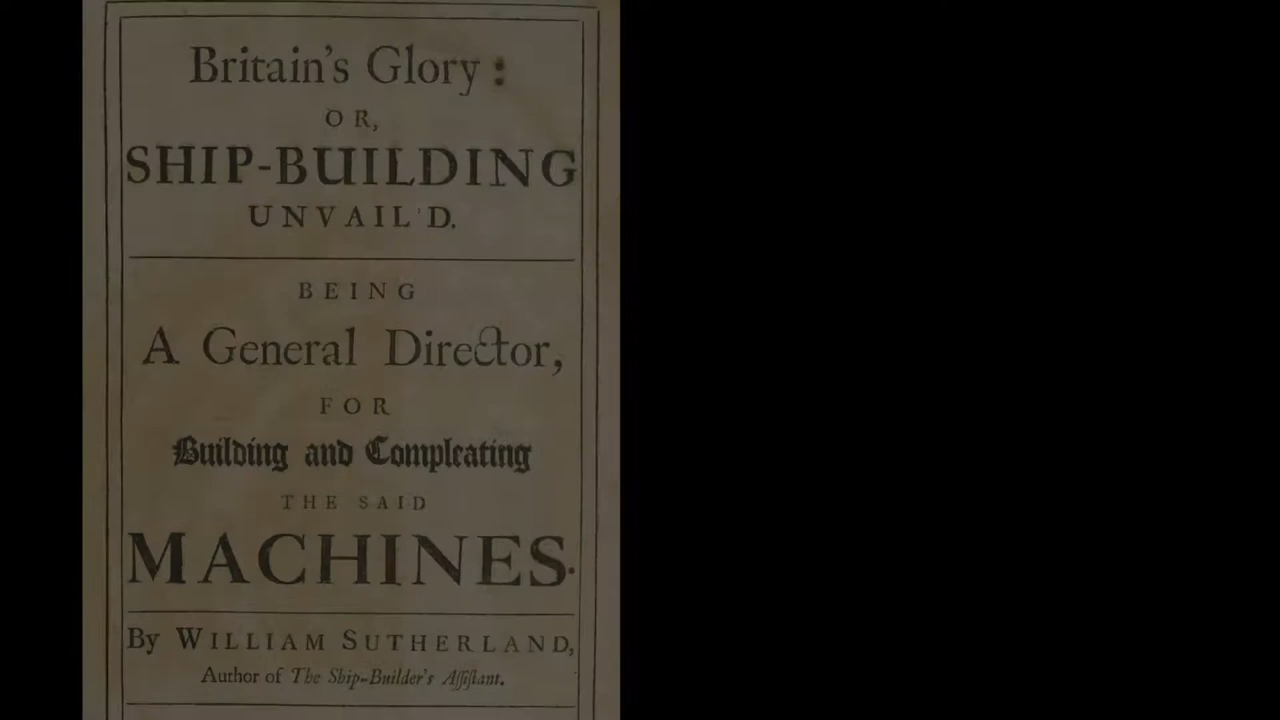 Britain's Glory:
OR,
SHIP-BUILDING
UNVAIL'D.
BEING
A General Director,
FOR
Building and Compleating
THE SAID
MACHINES.
By WILLIAM SUTHERLAND,
Author of The Ship-Builder's Aſſiſtant.